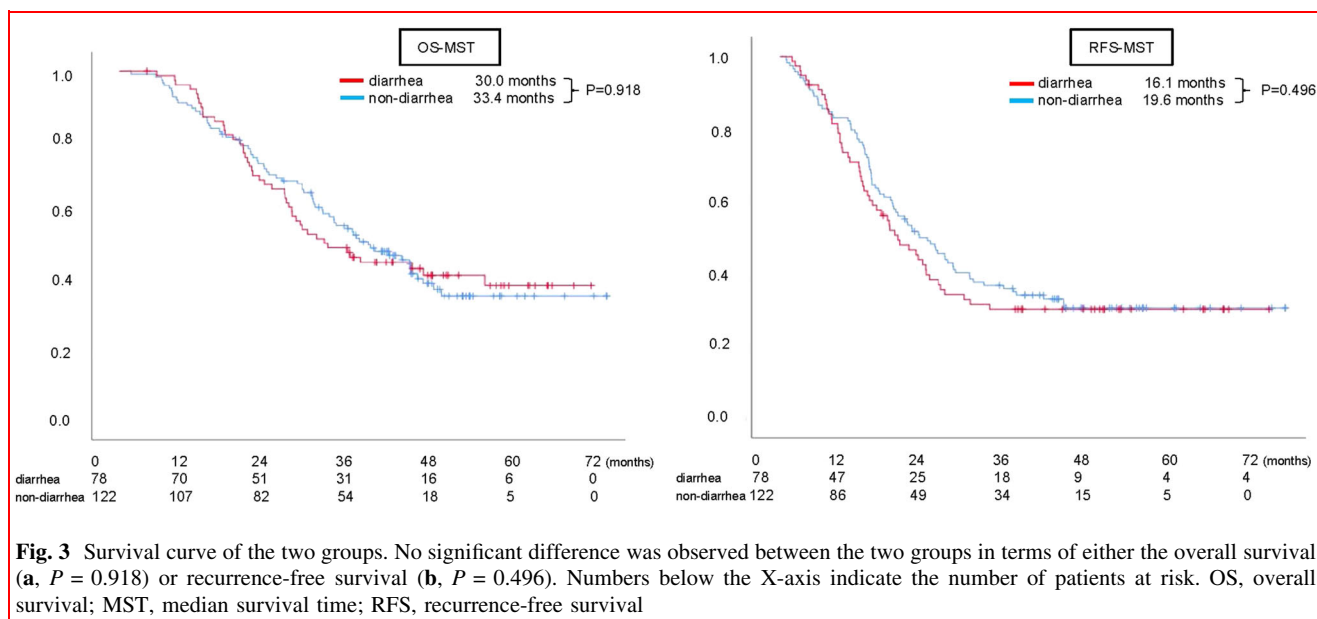 OS-MST
diarrhea 30.0 months
non-diarrhea 33.4 months
P=0.918
1.0
0.8
0.6
0.4
0.2
0.0
0 12 24 36 48 60 72 (months)
diarrhea 78 70 51 31 16 6 0
non-diarrhea 122 107 82 54 18 5 0
RFS-MST
diarrhea 16.1 months
non-diarrhea 19.6 months
P=0.496
1.0
0.8
0.6
0.4
0.2
0.0
0 12 24 36 48 60 72 (months)
diarrhea 78 47 25 18 9 4 4
non-diarrhea 122 86 49 34 15 5 0
Fig. 3 Survival curve of the two groups. No significant difference was observed between the two groups in terms of either the overall survival
(a, P = 0.918) or recurrence-free survival (b, P = 0.496). Numbers below the X-axis indicate the number of patients at risk. OS, overall
survival; MST, median survival time; RFS, recurrence-free survival